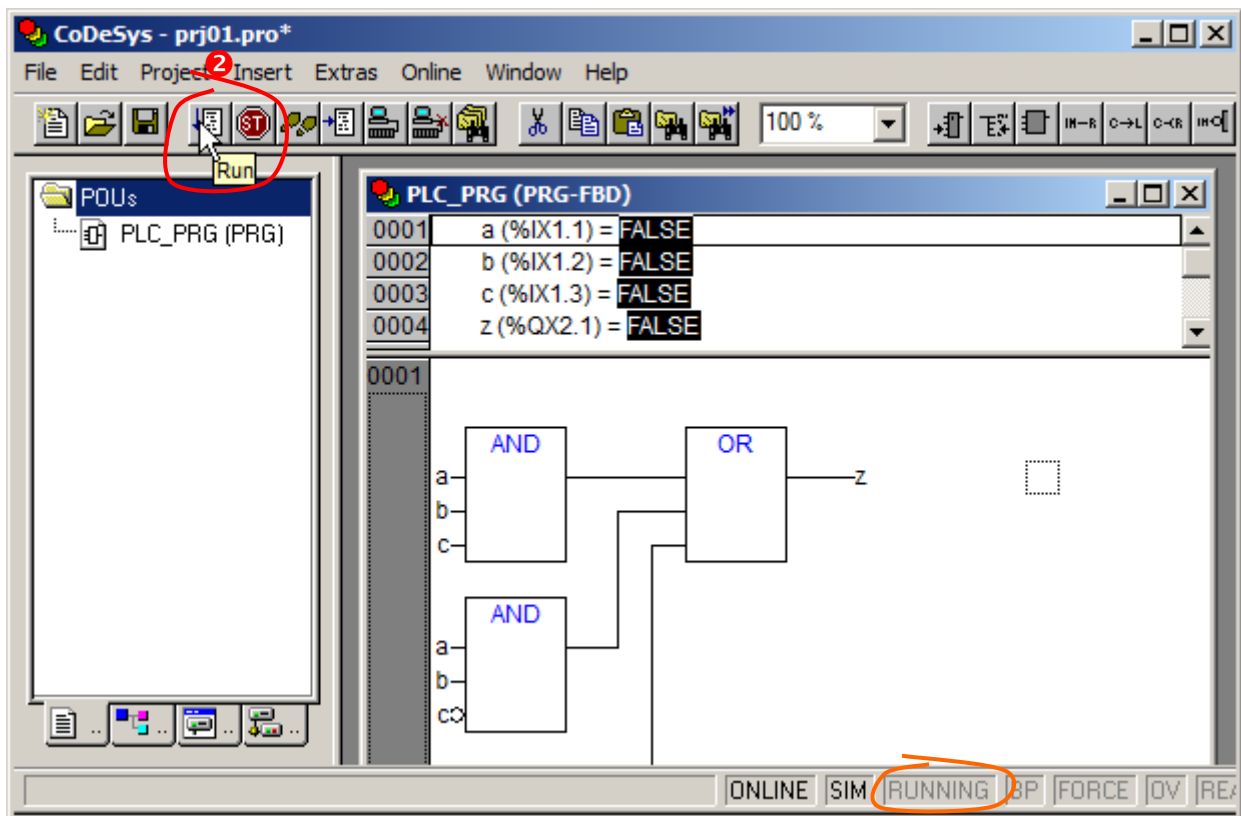 CoDeSys - prj01.pro*
File Edit Project Insert Extras Online Window Help
2
ST 100 %
Run
POUs
PLC_PRG (PRG)
PLC_PRG (PRG-FBD)
0001 a (%IX1.1) = FALSE
0002 b (%IX1.2) = FALSE
0003 c (%IX1.3) = FALSE
0004 z (%QX2.1) = FALSE
0001
AND OR
a z
b
c
AND
a
b
c
.. .. .. ..
ONLINE SIM RUNNING BP FORCE OV REA